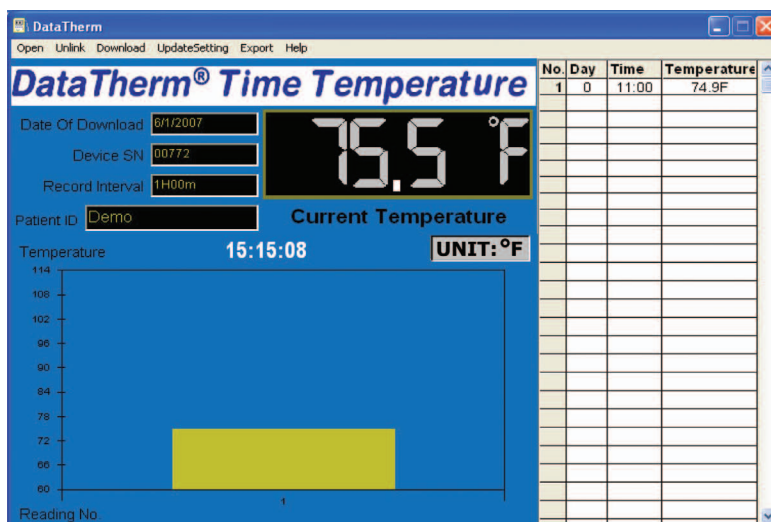 DataTherm
Open Unlink Download UpdateSetting Export Help
DataTherm® Time Temperature
Date Of Download 6/1/2007
Device SN 00772
Record Interval 1H00m
Patient ID Demo
75.5 °F
Current Temperature
Temperature 15:15:08 UNIT:°F
114
108
102
96
90
84
78
72
66
60
1
Reading No.
No. Day Time Temperature
1 0 11:00 74.9F